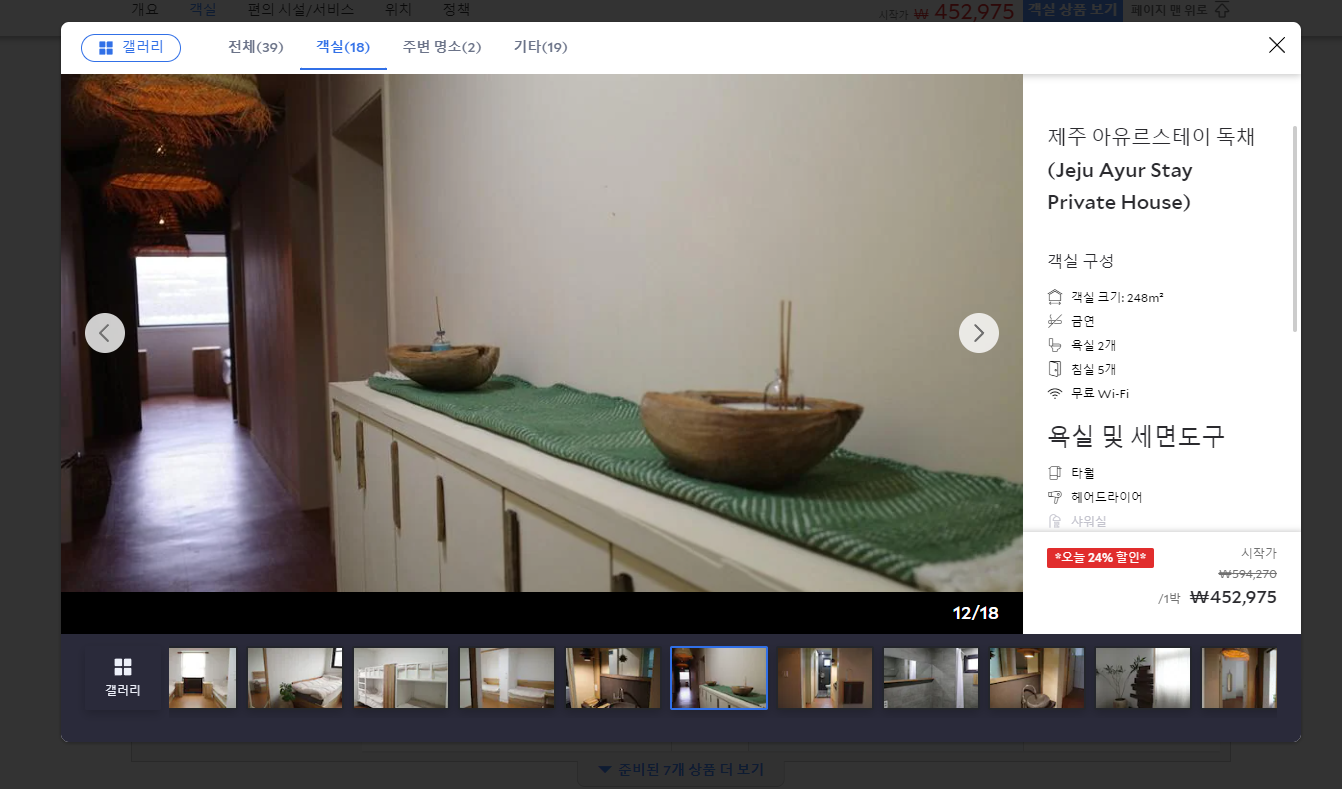 개요 객실 편의 시설/서비스 위치 정책
시작가 ₩ 452,975 객실 상품 보기 페이지 맨 위로
갤러리 전체(39) 객실(18) 주변 명소(2) 기타(19)
제주 아유르스테이 독채
(Jeju Ayur Stay
Private House)
객실 구성
객실 크기: 248m²
금연
욕실 2개
침실 5개
무료 Wi-Fi
욕실 및 세면도구
타월
헤어드라이어
샤워실
*오늘 24% 할인*
시작가
₩594,270
/1박 ₩452,975
12/18
갤러리
준비된 7개 상품 더 보기